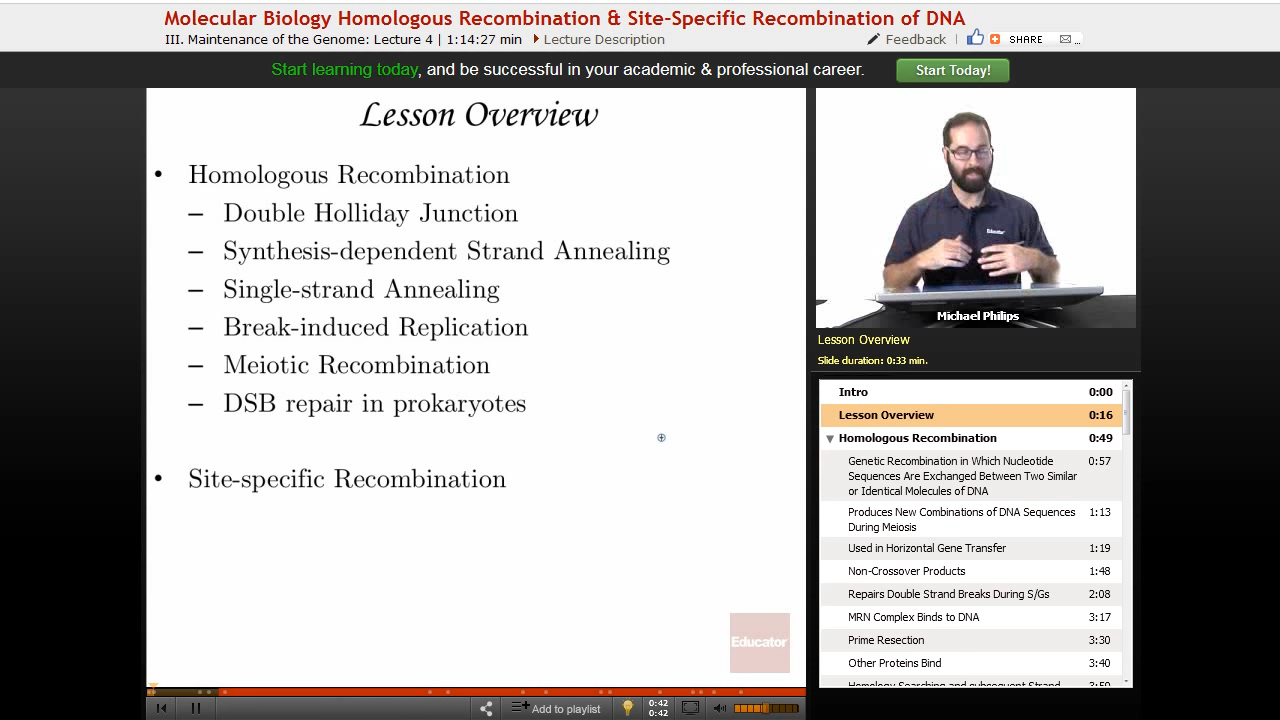 Molecular Biology Homologous Recombination & Site-Specific Recombination of DNA
III. Maintenance of the Genome: Lecture 4 | 1:14:27 min Lecture Description
Feedback | SHARE ...
Start learning today, and be successful in your academic & professional career. Start Today!
Lesson Overview
• Homologous Recombination
– Double Holliday Junction
– Synthesis-dependent Strand Annealing
– Single-strand Annealing
– Break-induced Replication
– Meiotic Recombination
– DSB repair in prokaryotes
• Site-specific Recombination
Educator
Educator
Michael Philips
Lesson Overview
Slide duration: 0:33 min.
Intro 0:00
Lesson Overview 0:16
Homologous Recombination 0:49
Genetic Recombination in Which Nucleotide 0:57
Sequences Are Exchanged Between Two Similar
or Identical Molecules of DNA
Produces New Combinations of DNA Sequences 1:13
During Meiosis
Used in Horizontal Gene Transfer 1:19
Non-Crossover Products 1:48
Repairs Double Strand Breaks During S/Gs 2:08
MRN Complex Binds to DNA 3:17
Prime Resection 3:30
Other Proteins Bind 3:40
Homology Searching and subsequent Strand 3:59
Add to playlist
0:42
0:42